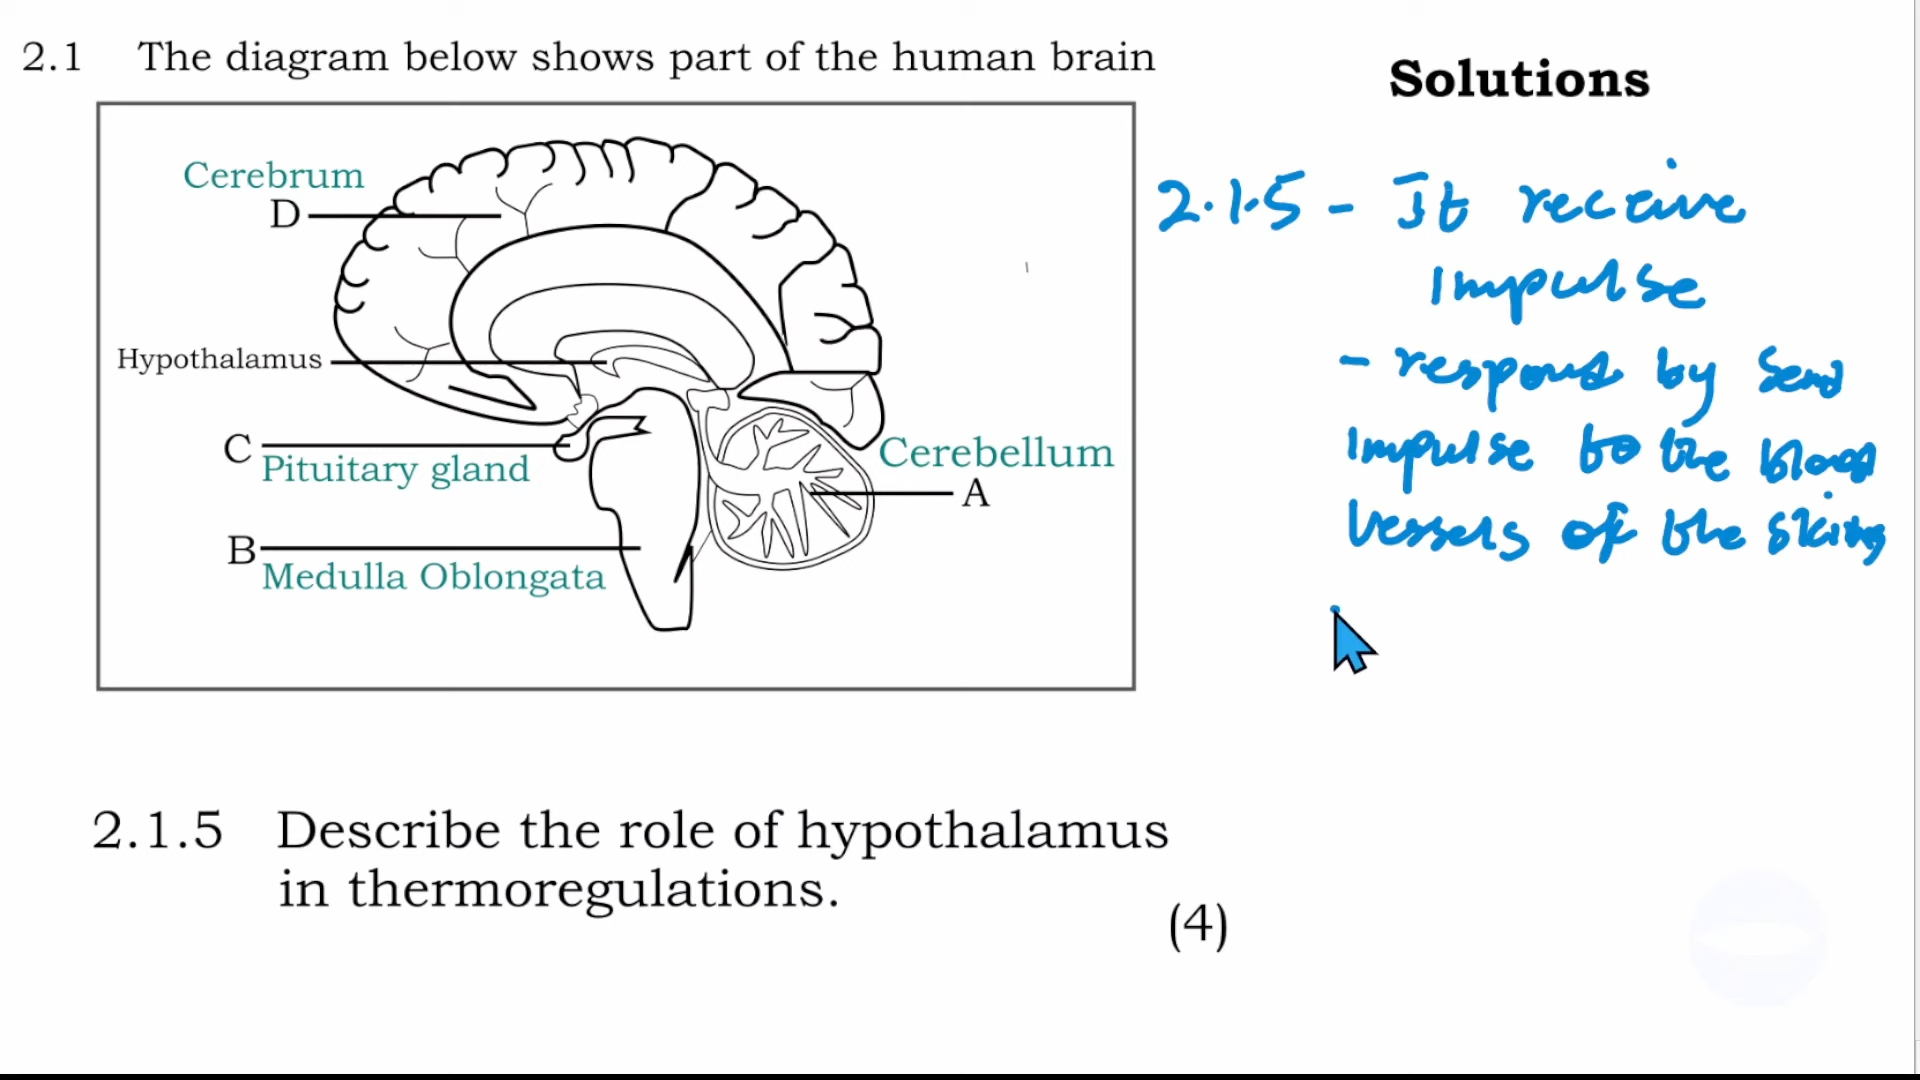 2.1 The diagram below shows part of the human brain
Solutions
Cerebrum
D
Hypothalamus
C
Pituitary gland
B
Medulla Oblongata
Cerebellum
A
2.1.5 - It receive
impulse
- respond by send
impulse to the blood
vessels of the
2.1.5 Describe the role of hypothalamus
in thermoregulations.
(4)